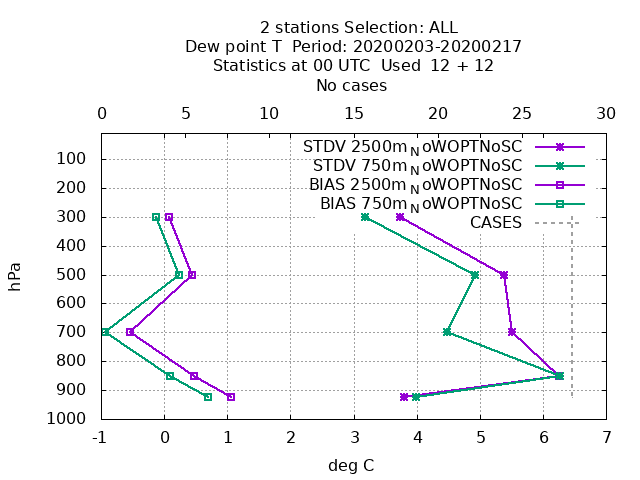 2 stations Selection: ALL
Dew point T  Period: 20200203-20200217
Statistics at 00 UTC  Used  12 + 12
No cases
0 5 10 15 20 25 30
STDV 2500m_NoWOPTNoSC
STDV 750m_NoWOPTNoSC
BIAS 2500m_NoWOPTNoSC
BIAS 750m_NoWOPTNoSC
CASES
100
200
300
400
500
600
700
800
900
1000
hPa
-1 0 1 2 3 4 5 6 7
deg C